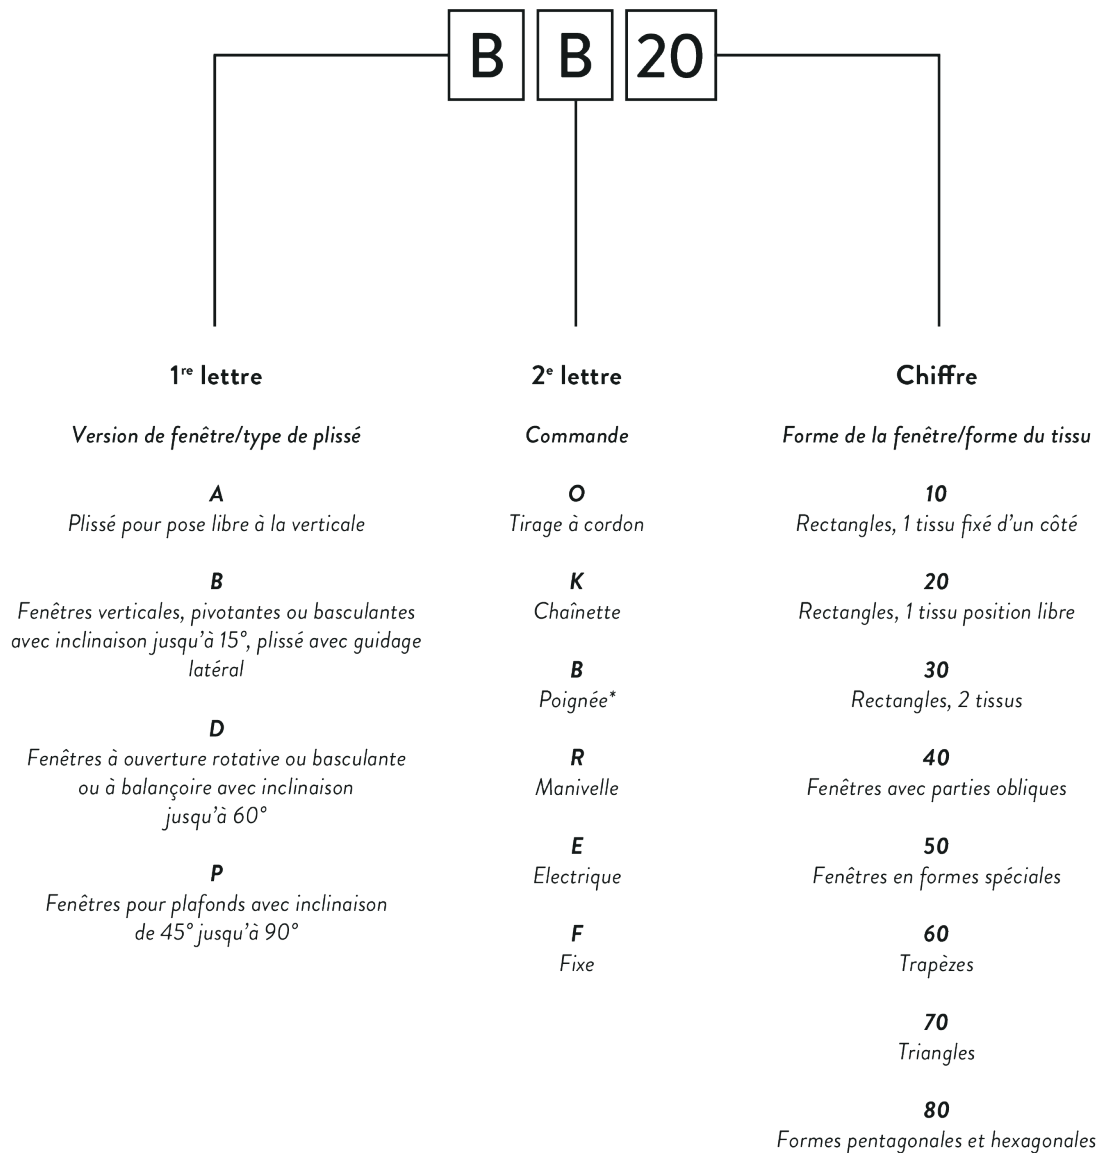 B B 20
1re lettre
Version de fenêtre/type de plissé
A
Plissé pour pose libre à la verticale
B
Fenêtres verticales, pivotantes ou basculantes
avec inclinaison jusqu'à 15°, plissé avec guidage
latéral
D
Fenêtres à ouverture rotative ou basculante
ou à balançoire avec inclinaison
jusqu'à 60°
P
Fenêtres pour plafonds avec inclinaison
de 45° jusqu'à 90°
2e lettre
Commande
O
Tirage à cordon
K
Chaînette
B
Poignée*
R
Manivelle
E
Electrique
F
Fixe
Chiffre
Forme de la fenêtre/forme du tissu
10
Rectangles, 1 tissu fixé d'un côté
20
Rectangles, 1 tissu position libre
30
Rectangles, 2 tissus
40
Fenêtres avec parties obliques
50
Fenêtres en formes spéciales
60
Trapèzes
70
Triangles
80
Formes pentagonales et hexagonales